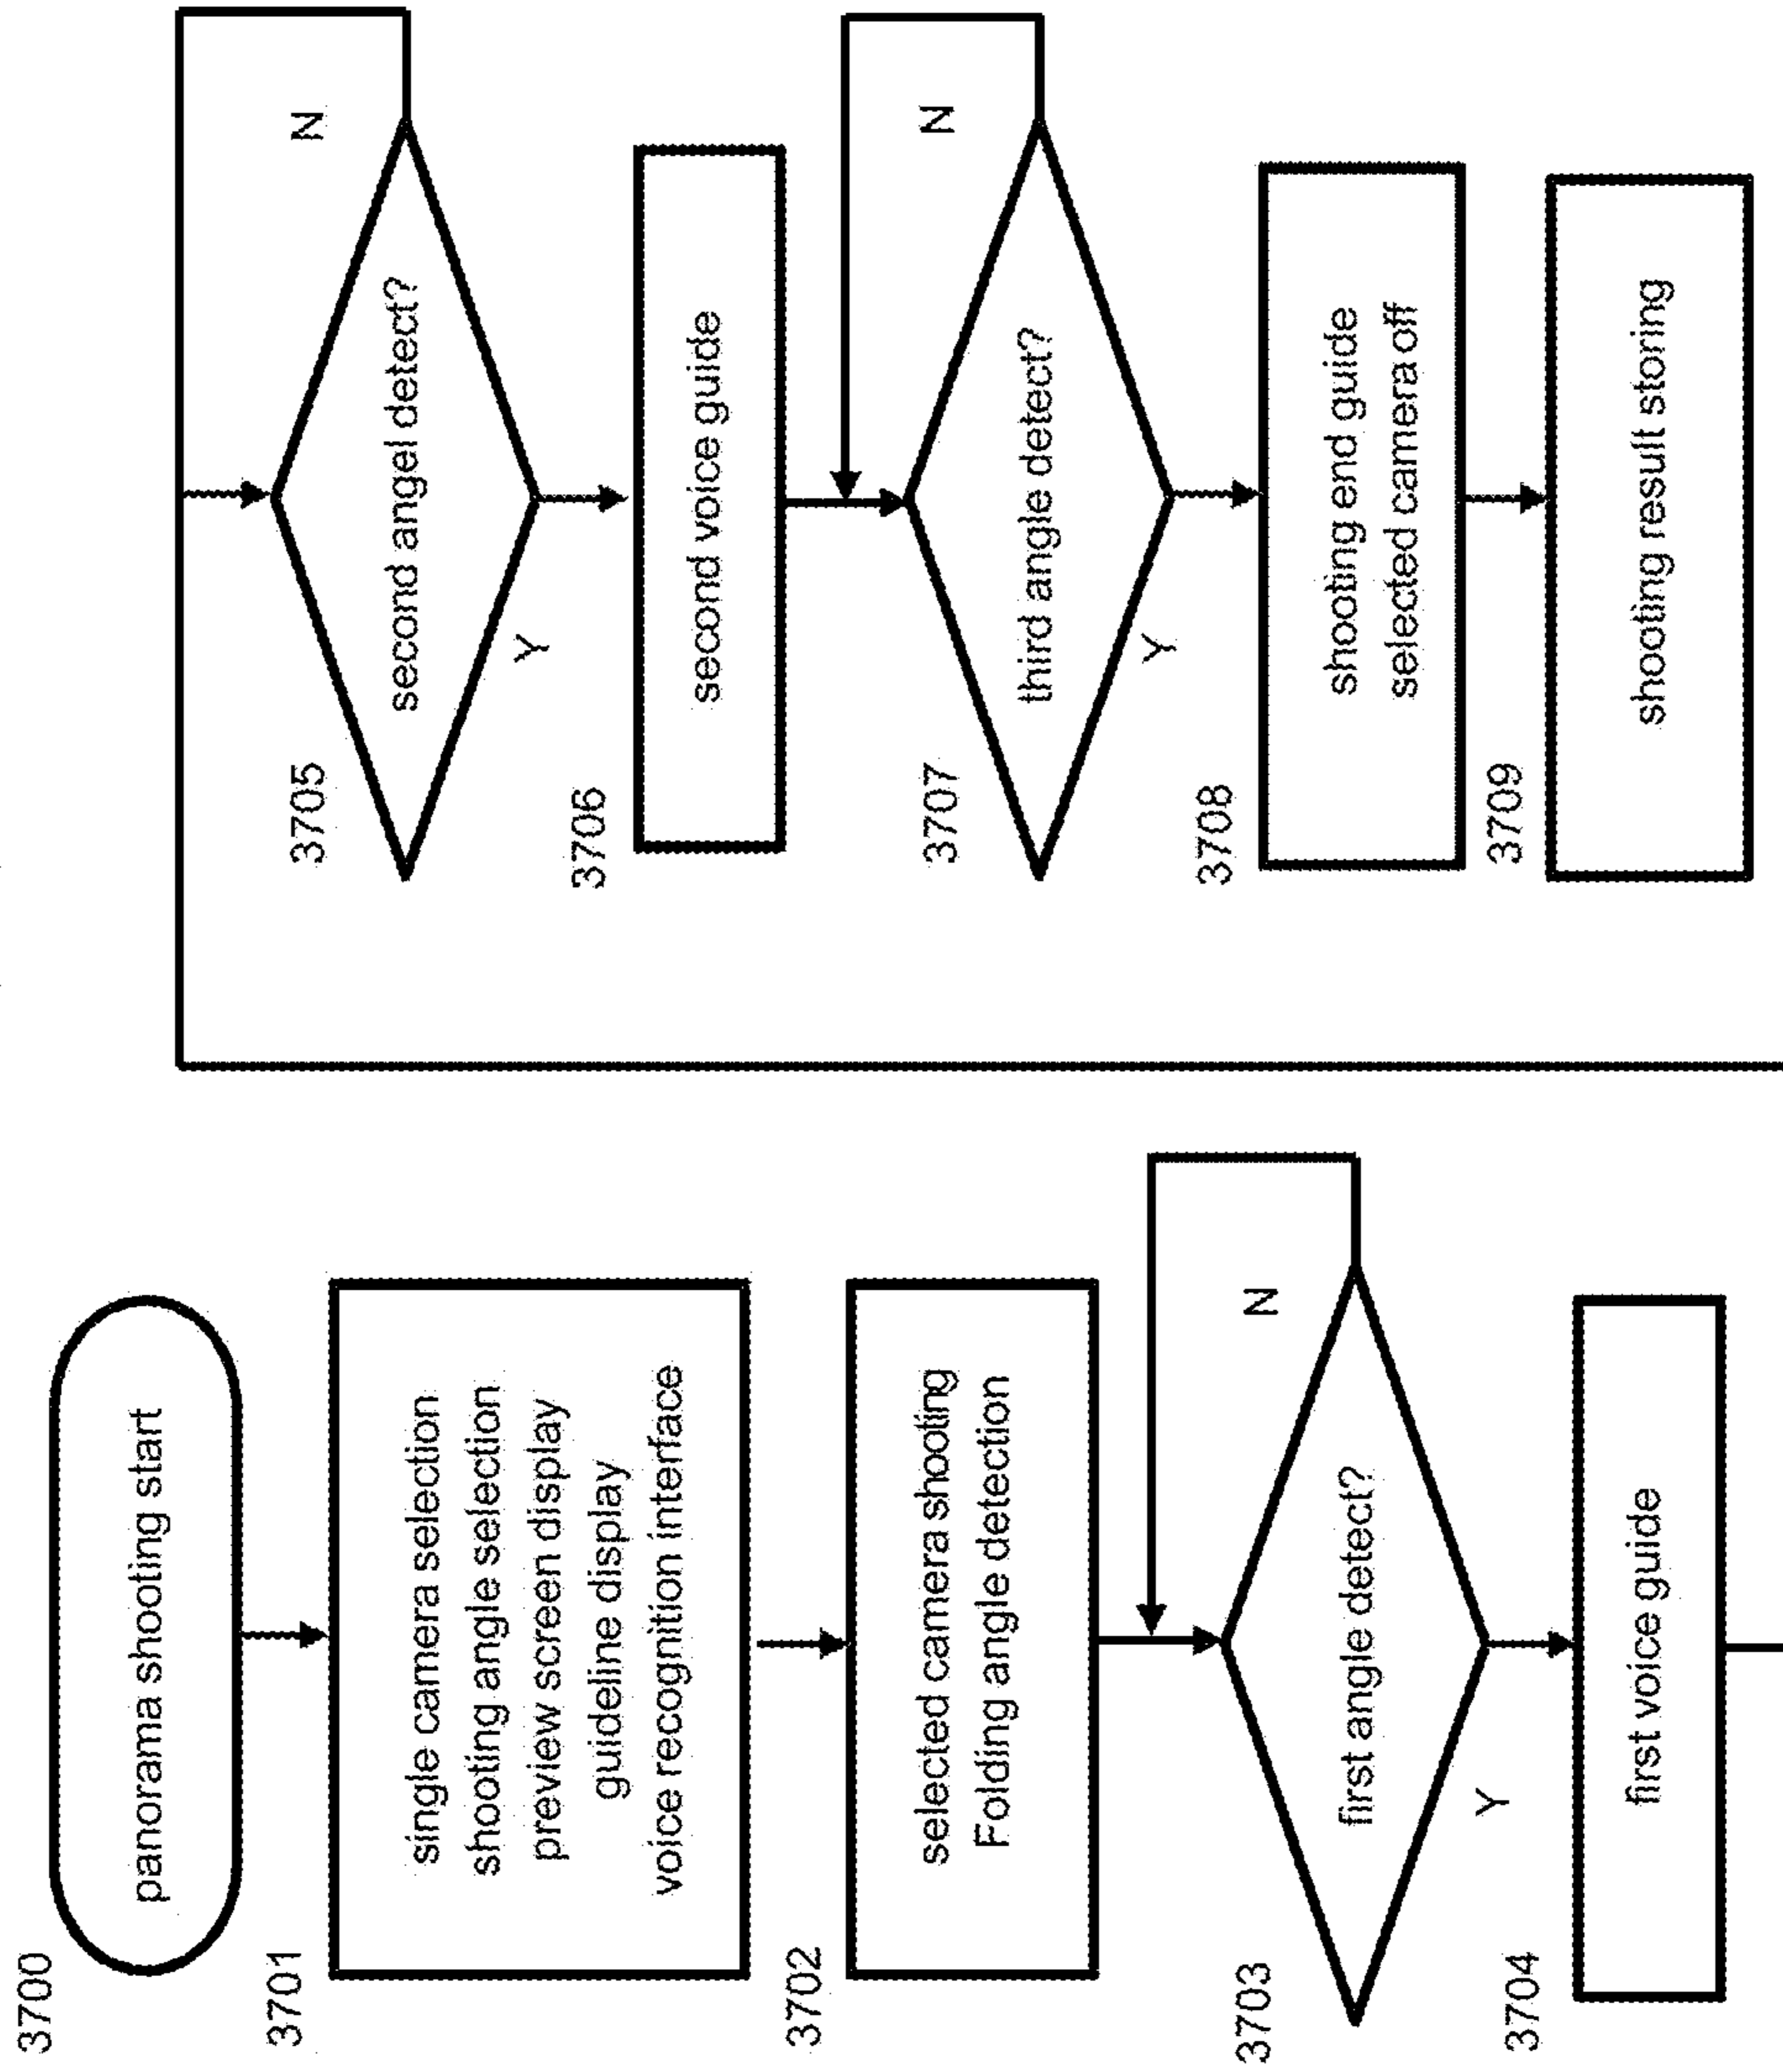 3700
panorama shooting start
3701
single camera selection
shooting angle selection
preview screen display
guideline display
voice recognition interface
3702
selected camera shooting
Folding angle detection
3703
first angle detect?
N
Y
3704
first voice guide
3705
second angel detect?
N
Y
3706
second voice guide
3707
third angle detect?
N
Y
3708
shooting end guide
selected camera off
3709
shooting result storing